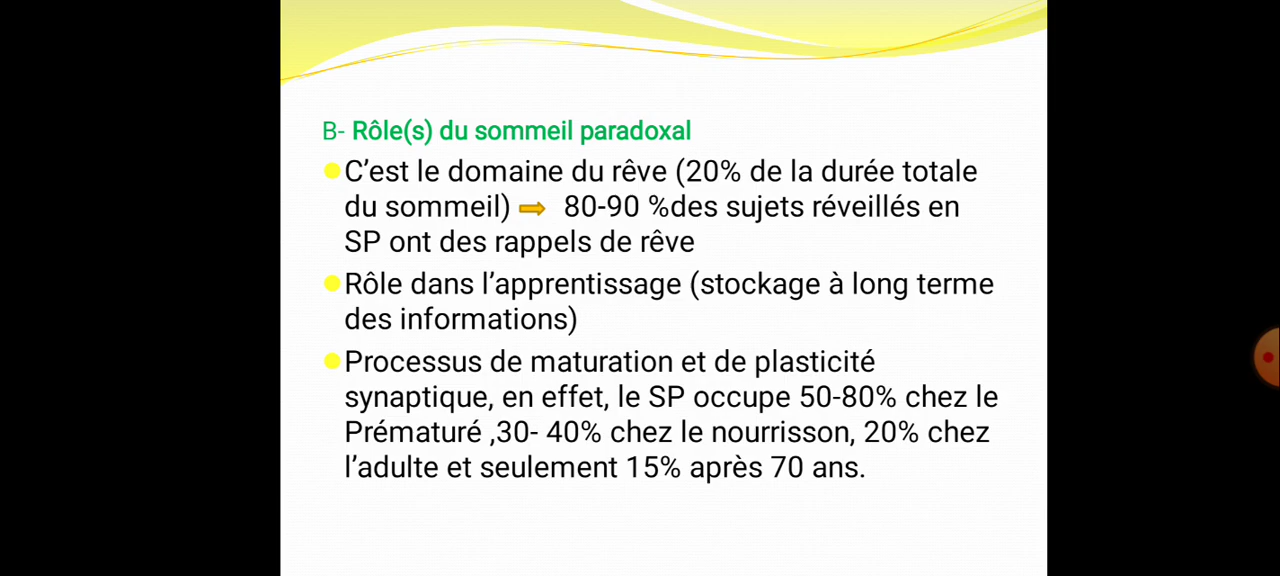 B- Rôle(s) du sommeil paradoxal
C’est le domaine du rêve (20% de la durée totale
du sommeil) 80-90 %des sujets réveillés en
SP ont des rappels de rêve
Rôle dans l’apprentissage (stockage à long terme
des informations)
Processus de maturation et de plasticité
synaptique, en effet, le SP occupe 50-80% chez le
Prématuré ,30- 40% chez le nourrisson, 20% chez
l’adulte et seulement 15% après 70 ans.